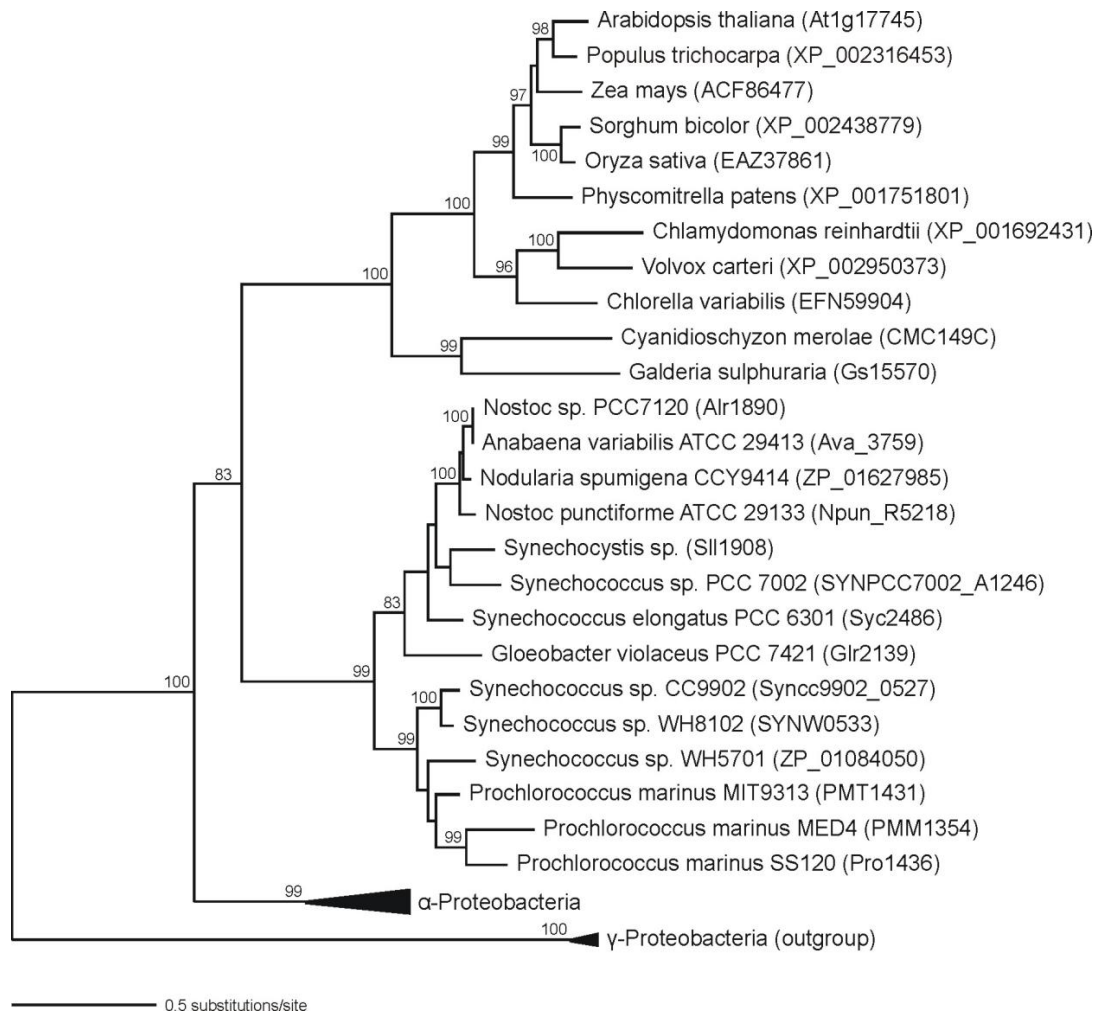 98
Arabidopsis thaliana (At1g17745)
Populus trichocarpa (XP_002316453)
97
Zea mays (ACF86477)
Sorghum bicolor (XP_002438779)
99
100
Oryza sativa (EAZ37861)
Physcomitrella patens (XP_001751801)
100
Chlamydomonas reinhardtii (XP_001692431)
100
Volvox carteri (XP_002950373)
100
96
Chlorella variabilis (EFN59904)
Cyanidioschyzon merolae (CMC149C)
99
Galderia sulphuraria (Gs15570)
100
Nostoc sp. PCC7120 (Alr1890)
Anabaena variabilis ATCC 29413 (Ava_3759)
83
100
Nodularia spumigena CCY9414 (ZP_01627985)
Nostoc punctiforme ATCC 29133 (Npun_R5218)
Synechocystis sp. (Sll1908)
Synechococcus sp. PCC 7002 (SYNPCC7002_A1246)
83
Synechococcus elongatus PCC 6301 (Syc2486)
Gloeobacter violaceus PCC 7421 (Glr2139)
99
100
100
Synechococcus sp. CC9902 (Syncc9902_0527)
Synechococcus sp. WH8102 (SYNW0533)
99
Synechococcus sp. WH5701 (ZP_01084050)
Prochlorococcus marinus MIT9313 (PMT1431)
Prochlorococcus marinus MED4 (PMM1354)
99
Prochlorococcus marinus SS120 (Pro1436)
99
α-Proteobacteria
100
γ-Proteobacteria (outgroup)
0.5 substitutions/site